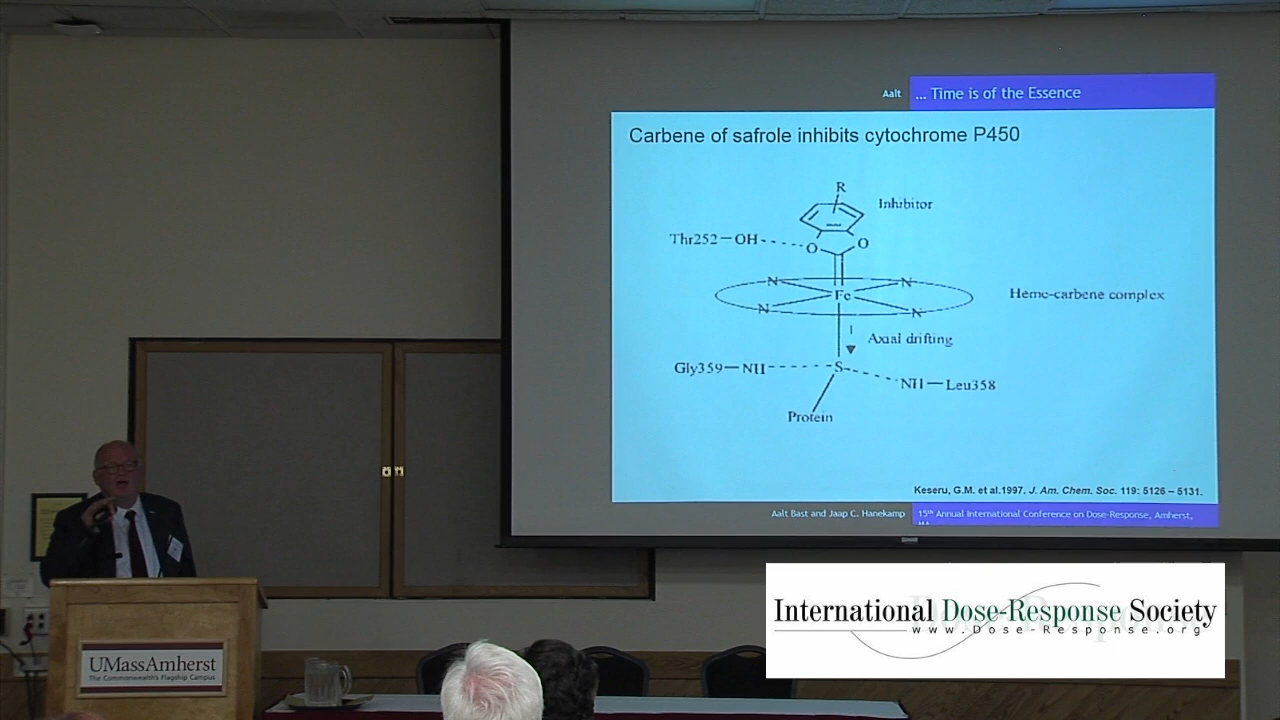 Aalt
... Time is of the Essence
Carbene of safrole inhibits cytochrome P450
R
Inhibitor
Thr252—OH
O
O
N
N
Fe
N
N
Heme-carbene complex
Axial drifting
Gly359—NH
S
NH—Leu358
Protein
Keseru, G.M. et al.1997. J. Am. Chem. Soc. 119: 5126 – 5131.
Aalt Bast and Jaap C. Hanekamp
15th Annual International Conference on Dose-Response, Amherst,
MA
International Dose-Response Society
www.Dose-Response.org
UMassAmherst
The Commonwealth's Flagship Campus